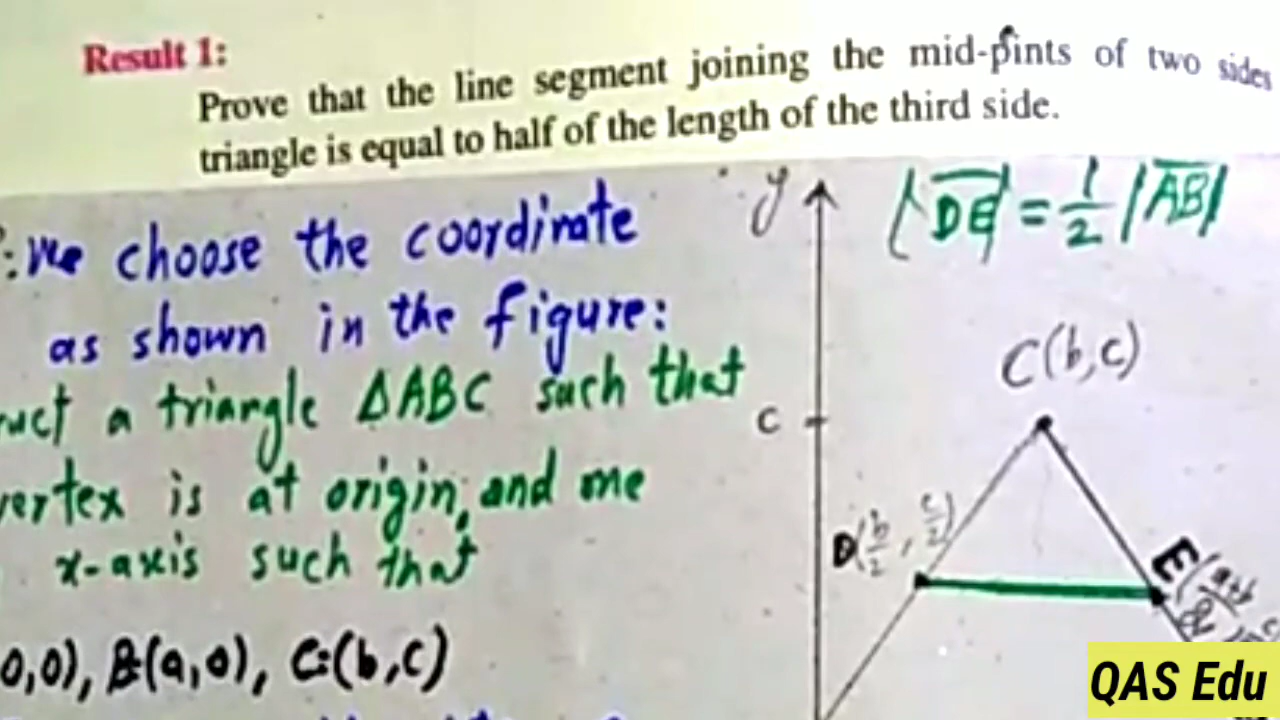 Result 1:
Prove that the line segment joining the mid-pints of two sides
triangle is equal to half of the length of the third side.
: We choose the coordinate
as shown in the figure:
ruct a triangle ΔABC such that
vertex is at origin, and one
x-axis such that
0,0), B:(a,0), C:(b,c)
y
|DE| = 1/2 |AB|
C(b,c)
c
D(b/2, c/2)
E(a+b/2, c
QAS Edu